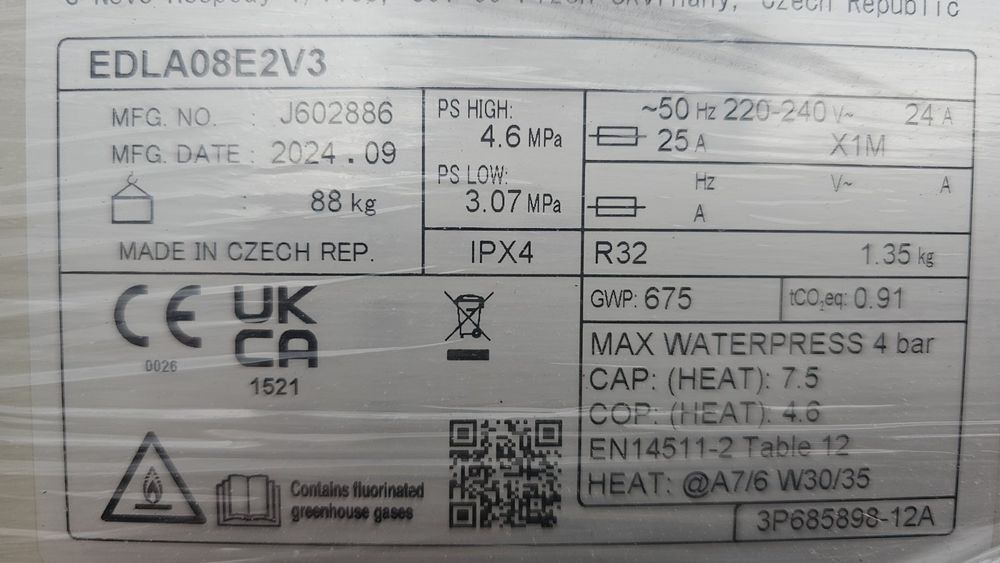 Czech Republic
EDLA08E2V3
MFG. NO. : J602886
MFG. DATE : 2024.09
: 88 kg
MADE IN CZECH REP.
PS HIGH:
4.6 MPa
PS LOW:
3.07 MPa
IPX4
~50 Hz 220-240 V~ 24 A
25 A X1M
Hz V~ A
A
R32 1.35 kg
GWP: 675 tCO₂eq: 0.91
MAX WATERPRESS 4 bar
CAP: (HEAT): 7.5
COP: (HEAT): 4.6
EN14511-2 Table 12
HEAT: @A7/6 W30/35
3P685898-12A
CE
0026
UK
CA
1521
Contains fluorinated
greenhouse gases